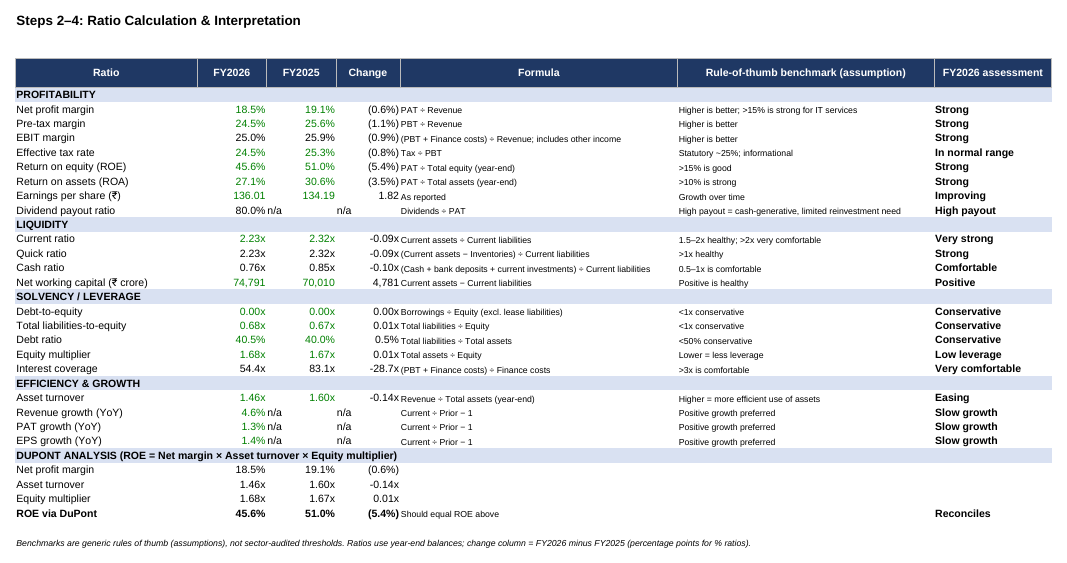 Steps 2–4: Ratio Calculation & Interpretation
Ratio FY2026 FY2025 Change Formula Rule-of-thumb benchmark (assumption) FY2026 assessment
PROFITABILITY
Net profit margin 18.5% 19.1% (0.6%) PAT ÷ Revenue Higher is better; >15% is strong for IT services Strong
Pre-tax margin 24.5% 25.6% (1.1%) PBT ÷ Revenue Higher is better Strong
EBIT margin 25.0% 25.9% (0.9%) (PBT + Finance costs) ÷ Revenue; includes other income Higher is better Strong
Effective tax rate 24.5% 25.3% (0.8%) Tax ÷ PBT Statutory ~25%; informational In normal range
Return on equity (ROE) 45.6% 51.0% (5.4%) PAT ÷ Total equity (year-end) >15% is good Strong
Return on assets (ROA) 27.1% 30.6% (3.5%) PAT ÷ Total assets (year-end) >10% is strong Strong
Earnings per share (₹) 136.01 134.19 1.82 As reported Growth over time Improving
Dividend payout ratio 80.0% n/a n/a Dividends ÷ PAT High payout = cash-generative, limited reinvestment need High payout
LIQUIDITY
Current ratio 2.23x 2.32x -0.09x Current assets ÷ Current liabilities 1.5–2x healthy; >2x very comfortable Very strong
Quick ratio 2.23x 2.32x -0.09x (Current assets − Inventories) ÷ Current liabilities >1x healthy Strong
Cash ratio 0.76x 0.85x -0.10x (Cash + bank deposits + current investments) ÷ Current liabilities 0.5–1x is comfortable Comfortable
Net working capital (₹ crore) 74,791 70,010 4,781 Current assets − Current liabilities Positive is healthy Positive
SOLVENCY / LEVERAGE
Debt-to-equity 0.00x 0.00x 0.00x Borrowings ÷ Equity (excl. lease liabilities) <1x conservative Conservative
Total liabilities-to-equity 0.68x 0.67x 0.01x Total liabilities ÷ Equity <1x conservative Conservative
Debt ratio 40.5% 40.0% 0.5% Total liabilities ÷ Total assets <50% conservative Conservative
Equity multiplier 1.68x 1.67x 0.01x Total assets ÷ Equity Lower = less leverage Low leverage
Interest coverage 54.4x 83.1x -28.7x (PBT + Finance costs) ÷ Finance costs >3x is comfortable Very comfortable
EFFICIENCY & GROWTH
Asset turnover 1.46x 1.60x -0.14x Revenue ÷ Total assets (year-end) Higher = more efficient use of assets Easing
Revenue growth (YoY) 4.6% n/a n/a Current ÷ Prior − 1 Positive growth preferred Slow growth
PAT growth (YoY) 1.3% n/a n/a Current ÷ Prior − 1 Positive growth preferred Slow growth
EPS growth (YoY) 1.4% n/a n/a Current ÷ Prior − 1 Positive growth preferred Slow growth
DUPONT ANALYSIS (ROE = Net margin × Asset turnover × Equity multiplier)
Net profit margin 18.5% 19.1% (0.6%)
Asset turnover 1.46x 1.60x -0.14x
Equity multiplier 1.68x 1.67x 0.01x
ROE via DuPont 45.6% 51.0% (5.4%) Should equal ROE above Reconciles
Benchmarks are generic rules of thumb (assumptions), not sector-audited thresholds. Ratios use year-end balances; change column = FY2026 minus FY2025 (percentage points for % ratios).